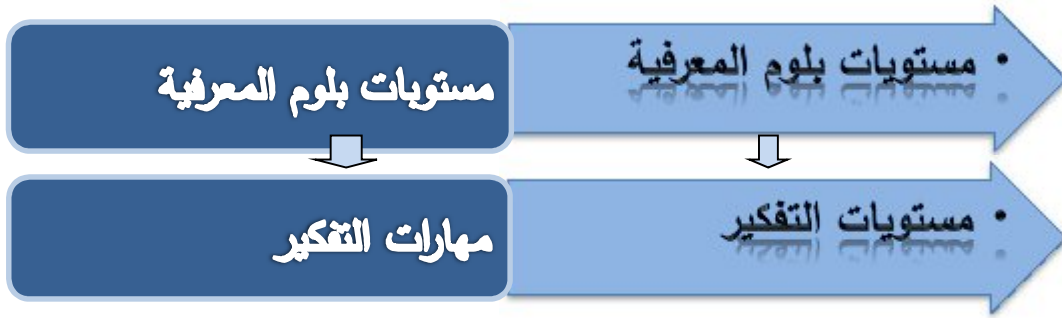 • مستويات بلوم المعرفية
مستويات بلوم المعرفية
• مستويات التفكير
مهارات التفكير